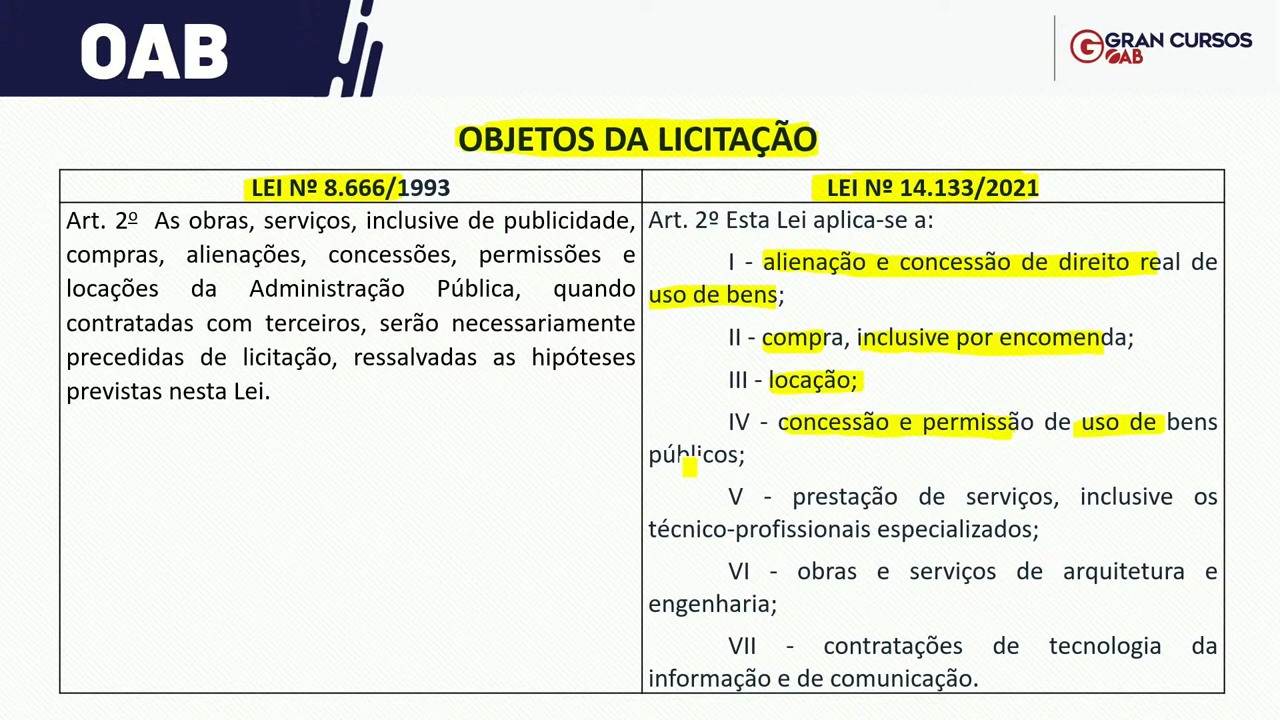 OAB
GRAN CURSOS
OAB
OBJETOS DA LICITAÇÃO
LEI Nº 8.666/1993
Art. 2º As obras, serviços, inclusive de publicidade,
compras, alienações, concessões, permissões e
locações da Administração Pública, quando
contratadas com terceiros, serão necessariamente
precedidas de licitação, ressalvadas as hipóteses
previstas nesta Lei.
LEI Nº 14.133/2021
Art. 2º Esta Lei aplica-se a:
I - alienação e concessão de direito real de
uso de bens;
II - compra, inclusive por encomenda;
III - locação;
IV - concessão e permissão de uso de bens
públicos;
V - prestação de serviços, inclusive os
técnico-profissionais especializados;
VI - obras e serviços de arquitetura e
engenharia;
VII - contratações de tecnologia da
informação e de comunicação.